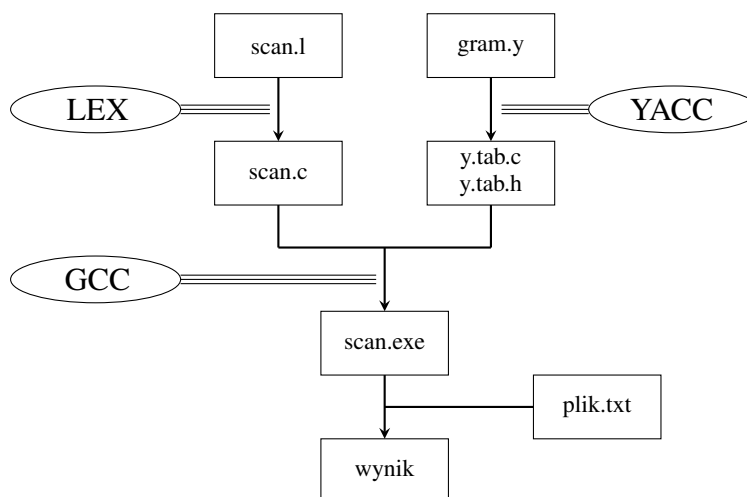 scan.l
gram.y
LEX
YACC
scan.c
y.tab.c
y.tab.h
GCC
scan.exe
plik.txt
wynik